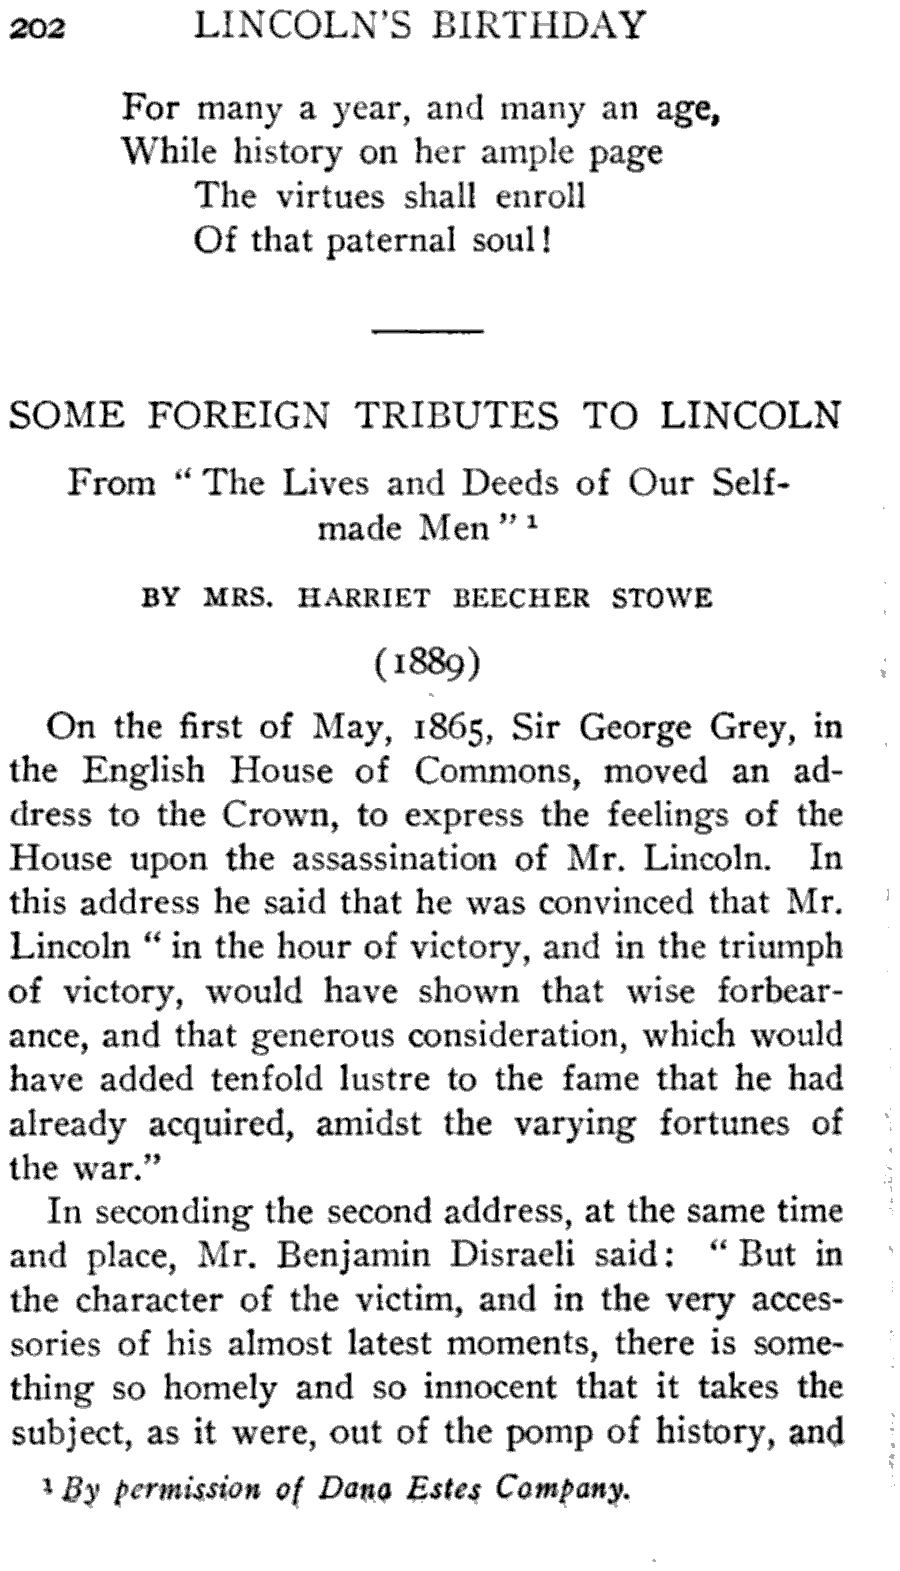 202 LINCOLN'S BIRTHDAY
For many a year, and many an age,
While history on her ample page
The virtues shall enroll
Of that paternal soul!
SOME FOREIGN TRIBUTES TO LINCOLN
From “ The Lives and Deeds of Our Self-
made Men ” ¹
BY MRS. HARRIET BEECHER STOWE
(1889)
On the first of May, 1865, Sir George Grey, in
the English House of Commons, moved an ad-
dress to the Crown, to express the feelings of the
House upon the assassination of Mr. Lincoln. In
this address he said that he was convinced that Mr.
Lincoln “ in the hour of victory, and in the triumph
of victory, would have shown that wise forbear-
ance, and that generous consideration, which would
have added tenfold lustre to the fame that he had
already acquired, amidst the varying fortunes of
the war.”
In seconding the second address, at the same time
and place, Mr. Benjamin Disraeli said: “ But in
the character of the victim, and in the very acces-
sories of his almost latest moments, there is some-
thing so homely and so innocent that it takes the
subject, as it were, out of the pomp of history, and
¹ By permission of Dana Estes Company.